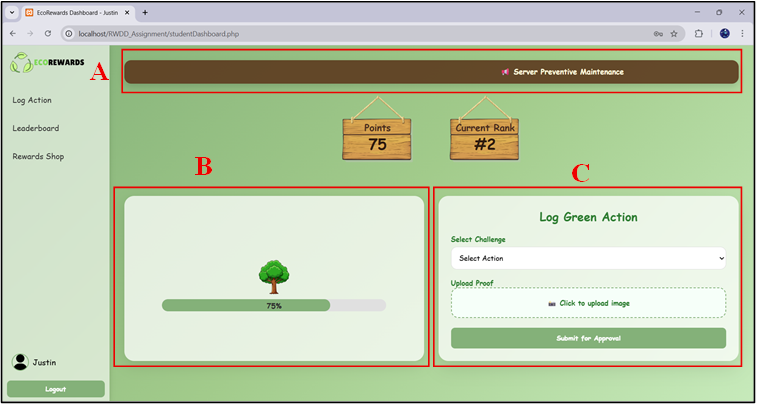 EcoRewards Dashboard - Justin
localhost/RWDD_Assignment/studentDashboard.php
ECOREWARDS
A
Server Preventive Maintenance
Log Action
Leaderboard
Rewards Shop
Points
75
Current Rank
#2
B
C
75%
Log Green Action
Select Challenge
Select Action
Upload Proof
Click to upload image
Submit for Approval
Justin
Logout